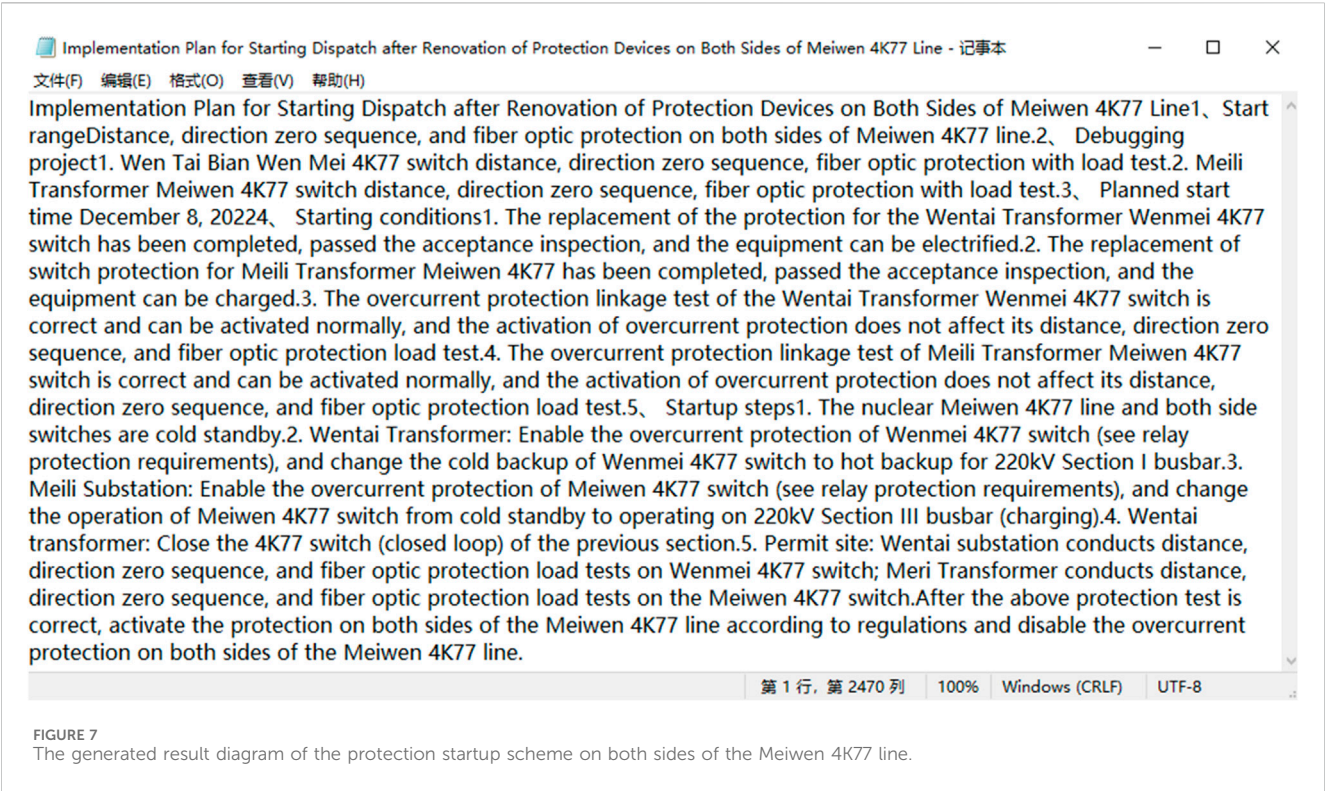 Implementation Plan for Starting Dispatch after Renovation of Protection Devices on Both Sides of Meiwen 4K77 Line - 记事本
文件(F) 编辑(E) 格式(O) 查看(V) 帮助(H)
Implementation Plan for Starting Dispatch after Renovation of Protection Devices on Both Sides of Meiwen 4K77 Line1、Start
rangeDistance, direction zero sequence, and fiber optic protection on both sides of Meiwen 4K77 line.2、 Debugging
project1. Wen Tai Bian Wen Mei 4K77 switch distance, direction zero sequence, fiber optic protection with load test.2. Meili
Transformer Meiwen 4K77 switch distance, direction zero sequence, fiber optic protection with load test.3、 Planned start
time December 8, 20224、 Starting conditions1. The replacement of the protection for the Wentai Transformer Wenmei 4K77
switch has been completed, passed the acceptance inspection, and the equipment can be electrified.2. The replacement of
switch protection for Meili Transformer Meiwen 4K77 has been completed, passed the acceptance inspection, and the
equipment can be charged.3. The overcurrent protection linkage test of the Wentai Transformer Wenmei 4K77 switch is
correct and can be activated normally, and the activation of overcurrent protection does not affect its distance, direction zero
sequence, and fiber optic protection load test.4. The overcurrent protection linkage test of Meili Transformer Meiwen 4K77
switch is correct and can be activated normally, and the activation of overcurrent protection does not affect its distance,
direction zero sequence, and fiber optic protection load test.5、 Startup steps1. The nuclear Meiwen 4K77 line and both side
switches are cold standby.2. Wentai Transformer: Enable the overcurrent protection of Wenmei 4K77 switch (see relay
protection requirements), and change the cold backup of Wenmei 4K77 switch to hot backup for 220kV Section I busbar.3.
Meili Substation: Enable the overcurrent protection of Meiwen 4K77 switch (see relay protection requirements), and change
the operation of Meiwen 4K77 switch from cold standby to operating on 220kV Section III busbar (charging).4. Wentai
transformer: Close the 4K77 switch (closed loop) of the previous section.5. Permit site: Wentai substation conducts distance,
direction zero sequence, and fiber optic protection load tests on Wenmei 4K77 switch; Meri Transformer conducts distance,
direction zero sequence, and fiber optic protection load tests on the Meiwen 4K77 switch.After the above protection test is
correct, activate the protection on both sides of the Meiwen 4K77 line according to regulations and disable the overcurrent
protection on both sides of the Meiwen 4K77 line.
第 1 行, 第 2470 列 100% Windows (CRLF) UTF-8
FIGURE 7
The generated result diagram of the protection startup scheme on both sides of the Meiwen 4K77 line.